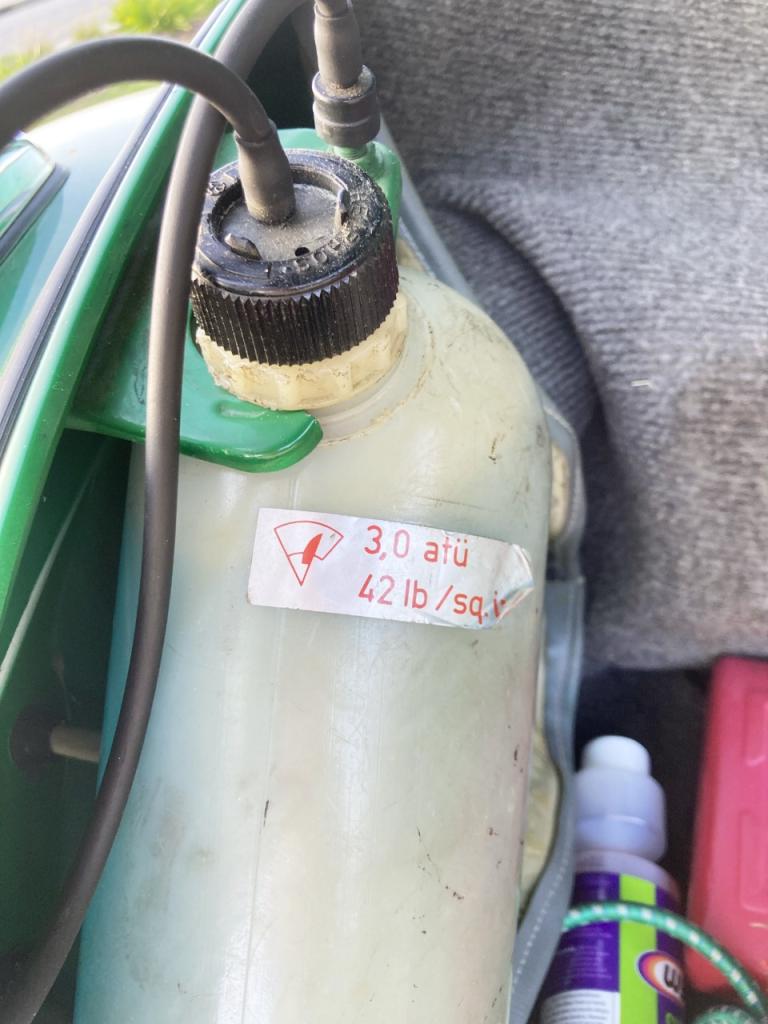 3,0 atü
42 lb/sq.i